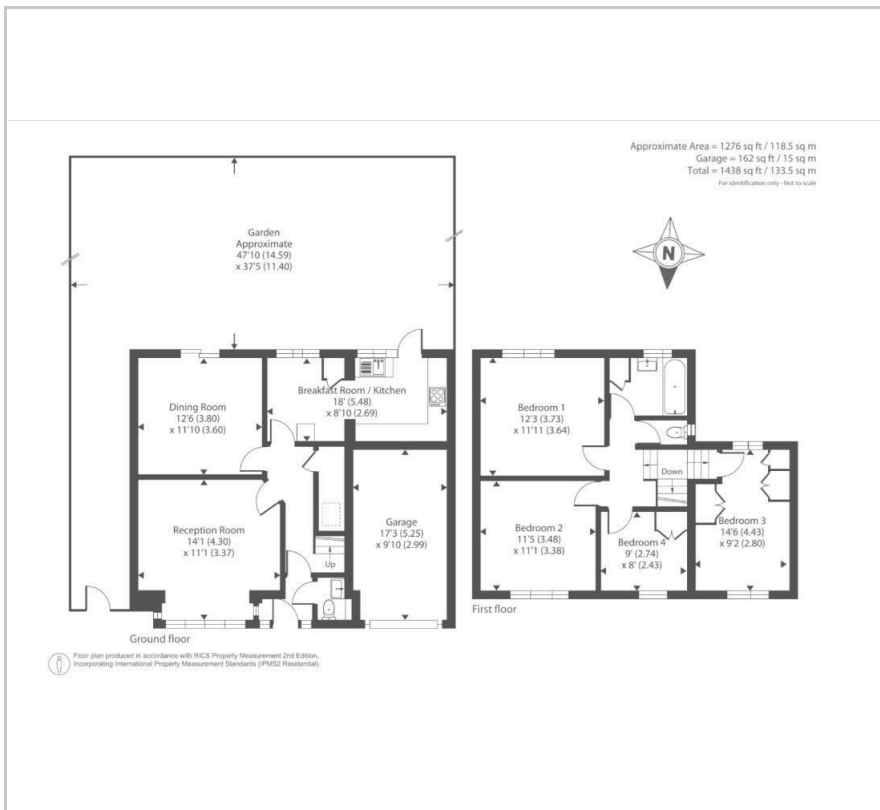 Approximate Area = 1276 sq ft / 118.5 sq m
Garage = 162 sq ft / 15 sq m
Total = 1438 sq ft / 133.5 sq m
For identification only - Not to scale
N
Garden
Approximate
47'10 (14.59)
x 37'5 (11.40)
Dining Room
12'6 (3.80)
x 11'10 (3.60)
Breakfast Room / Kitchen
18' (5.48)
x 8'10 (2.69)
Reception Room
14'1 (4.30)
x 11'1 (3.37)
Garage
17'3 (5.25)
x 9'10 (2.99)
Up
Ground floor
Bedroom 1
12'3 (3.73)
x 11'11 (3.64)
Down
Bedroom 2
11'5 (3.48)
x 11'1 (3.38)
Bedroom 4
9' (2.74)
x 8' (2.43)
Bedroom 3
14'6 (4.43)
x 9'2 (2.80)
First floor
Floor plan produced in accordance with RICS Property Measurement 2nd Edition,
Incorporating International Property Measurement Standards (IPMS2 Residential).